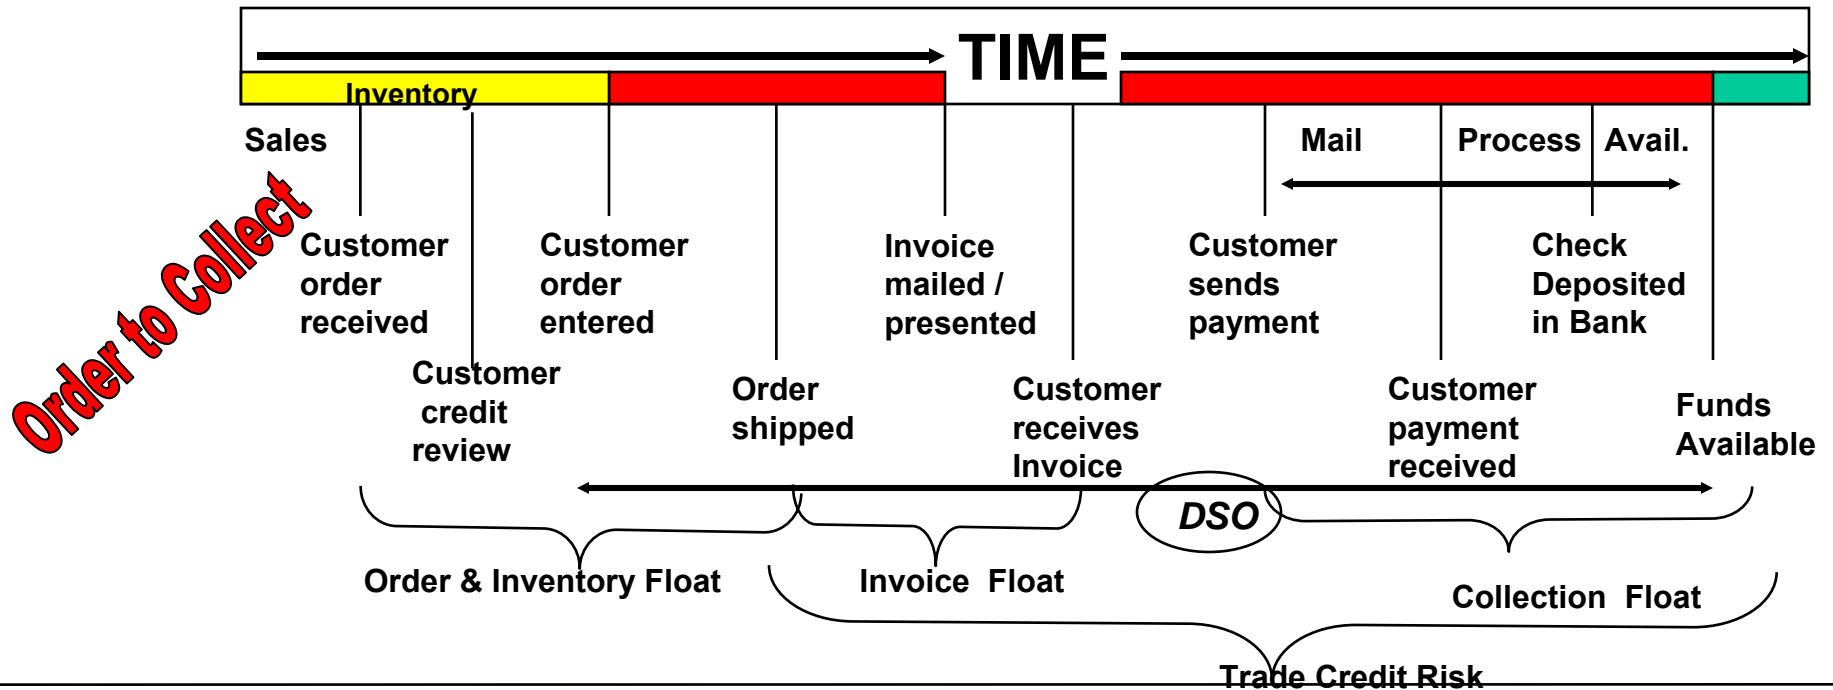 TIME
Inventory
Sales
Mail
Process
Avail.
Order to Collect
Customer
order
received
Customer
order
entered
Invoice
mailed /
presented
Customer
sends
payment
Check
Deposited
in Bank
Customer
credit
review
Order
shipped
Customer
receives
Invoice
Customer
payment
received
Funds
Available
DSO
Order & Inventory Float
Invoice Float
Collection Float
Trade Credit Risk